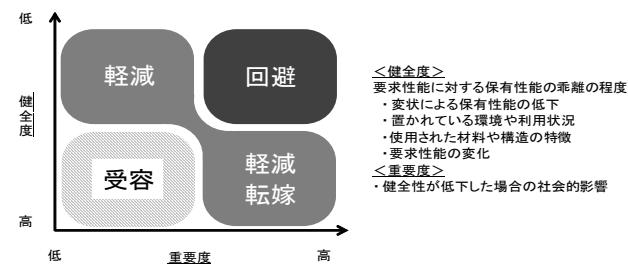 低
軽減
回避
健全度
受容
軽減
転嫁
高
低
重要度
高
＜健全度＞
要求性能に対する保有性能の乖離の程度
・変状による保有性能の低下
・置かれている環境や利用状況
・使用された材料や構造の特徴
・要求性能の変化
＜重要度＞
・健全性が低下した場合の社会的影響